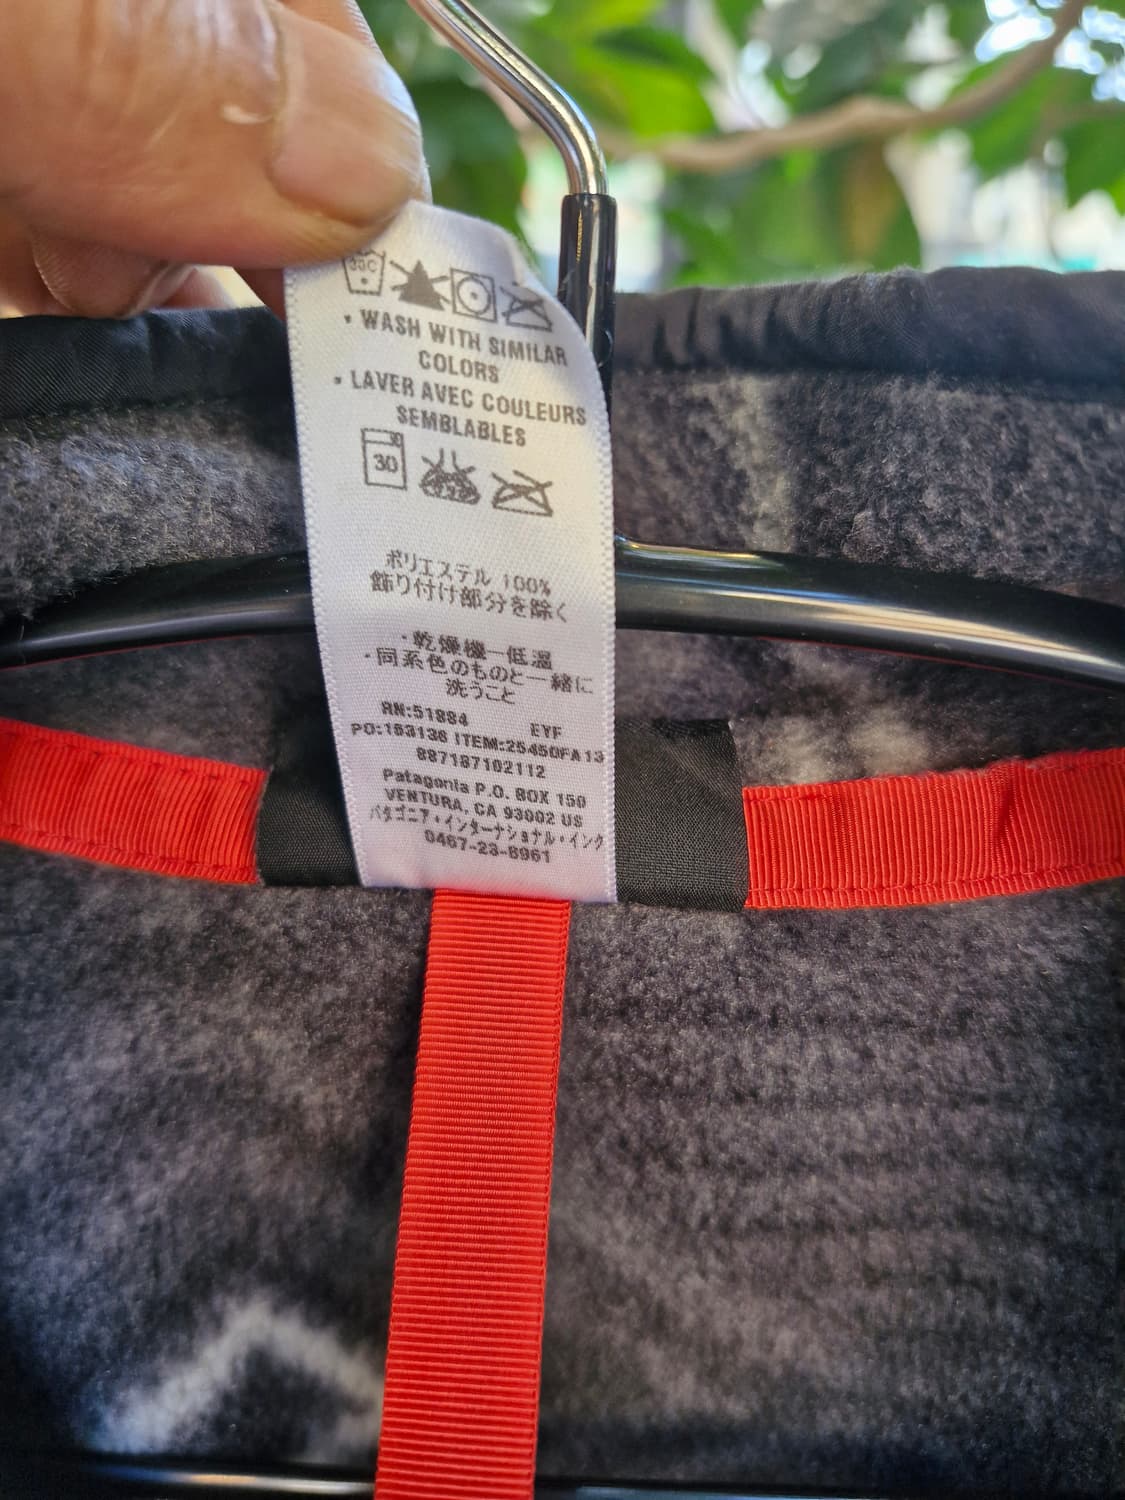 30C
• WASH WITH SIMILAR
COLORS
• LAVER AVEC COULEURS
SEMBLABLES
30
ポリエステル 100%
飾り付け部分を除く
・乾燥機－低温
・同系色のものと一緒に
洗うこと
RN:51884 EYF
PO:163136 ITEM:25450FA13
887187102112
Patagonia P.O. BOX 150
VENTURA, CA 93002 US
パタゴニア・インターナショナル・インク
0467-23-8961